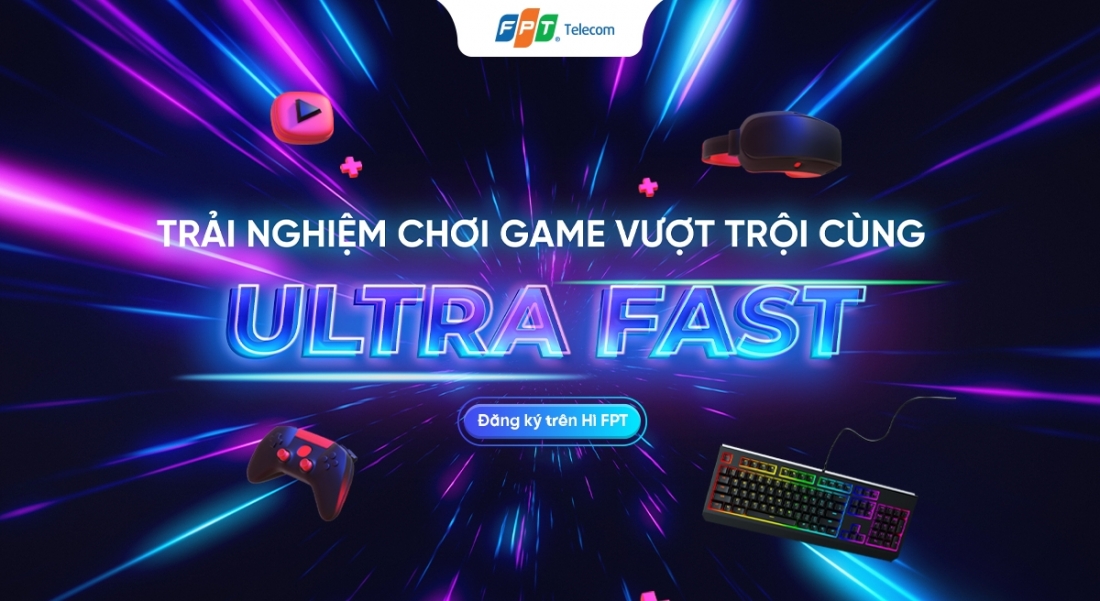 FPT Telecom
TRẢI NGHIỆM CHƠI GAME VƯỢT TRỘI CÙNG
ULTRA FAST
Đăng ký trên HI FPT